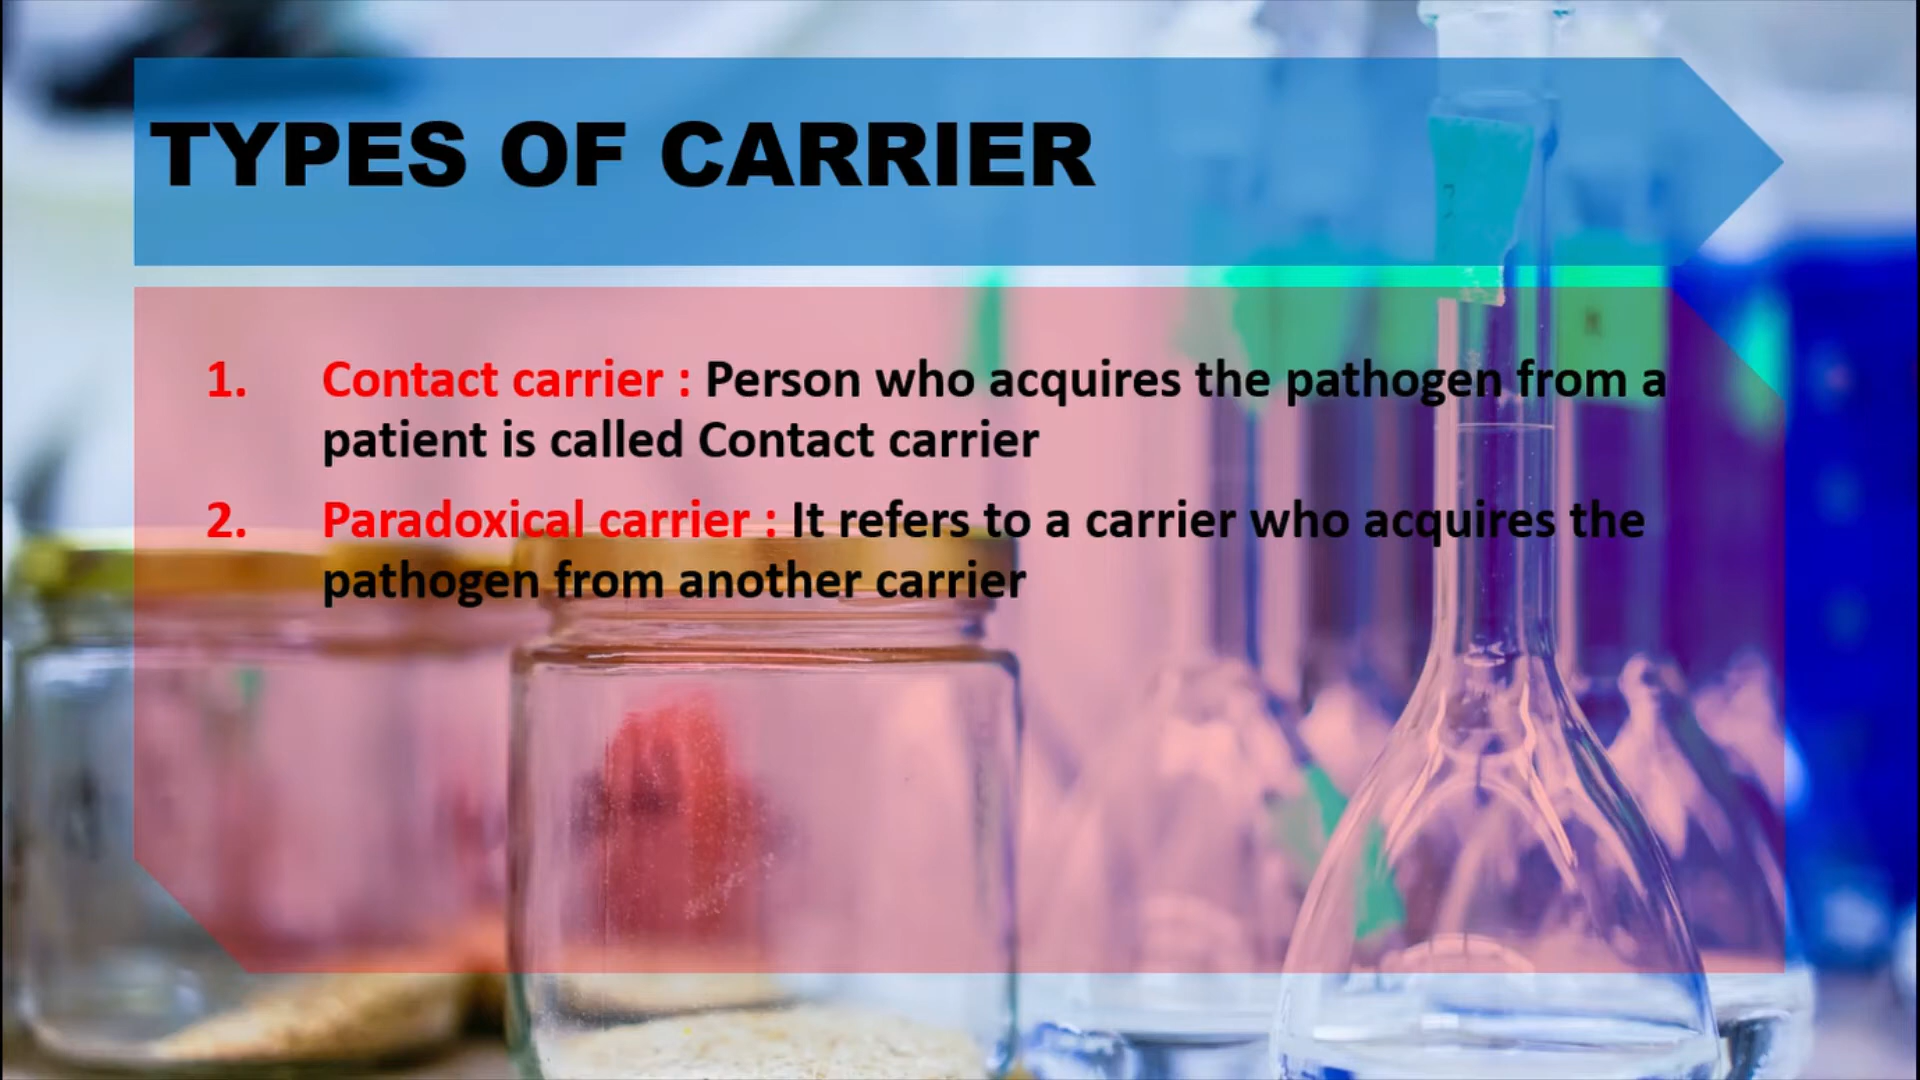 TYPES OF CARRIER
1. Contact carrier : Person who acquires the pathogen from a
patient is called Contact carrier
2. Paradoxical carrier : It refers to a carrier who acquires the
pathogen from another carrier